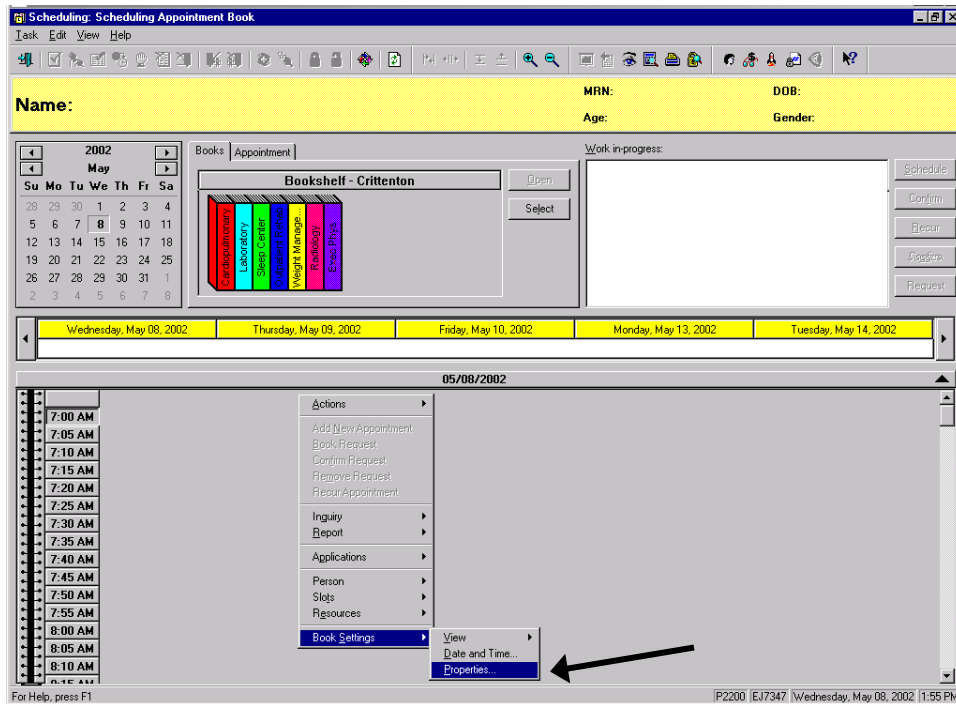 Scheduling: Scheduling Appointment Book
Task Edit View Help
Name:
MRN:
DOB:
Age:
Gender:
2002
May
Su Mo Tu We Th Fr Sa
28 29 30 1 2 3 4
5 6 7 8 9 10 11
12 13 14 15 16 17 18
19 20 21 22 23 24 25
26 27 28 29 30 31 1
2 3 4 5 6 7 8
Books Appointment
Bookshelf - Crittenton
Open
Select
Cardiopulmonary
Laboratory
Sleep Center
Weight Manage...
Radiology
Exec Phys
Work in-progress:
Schedule
Confirm
Recur
Request
Wednesday, May 08, 2002 Thursday, May 09, 2002 Friday, May 10, 2002 Monday, May 13, 2002 Tuesday, May 14, 2002
05/08/2002
7:00 AM
7:05 AM
7:10 AM
7:15 AM
7:20 AM
7:25 AM
7:30 AM
7:35 AM
7:40 AM
7:45 AM
7:50 AM
7:55 AM
8:00 AM
8:05 AM
8:10 AM
8:15 AM
Actions
Add New Appointment
Book Request
Confirm Request
Remove Request
Recur Appointment
Inquiry
Report
Applications
Person
Slots
Resources
Book Settings
View
Date and Time...
Properties...
For Help, press F1
P2200 EJ7347 Wednesday, May 08, 2002 1:55 PM